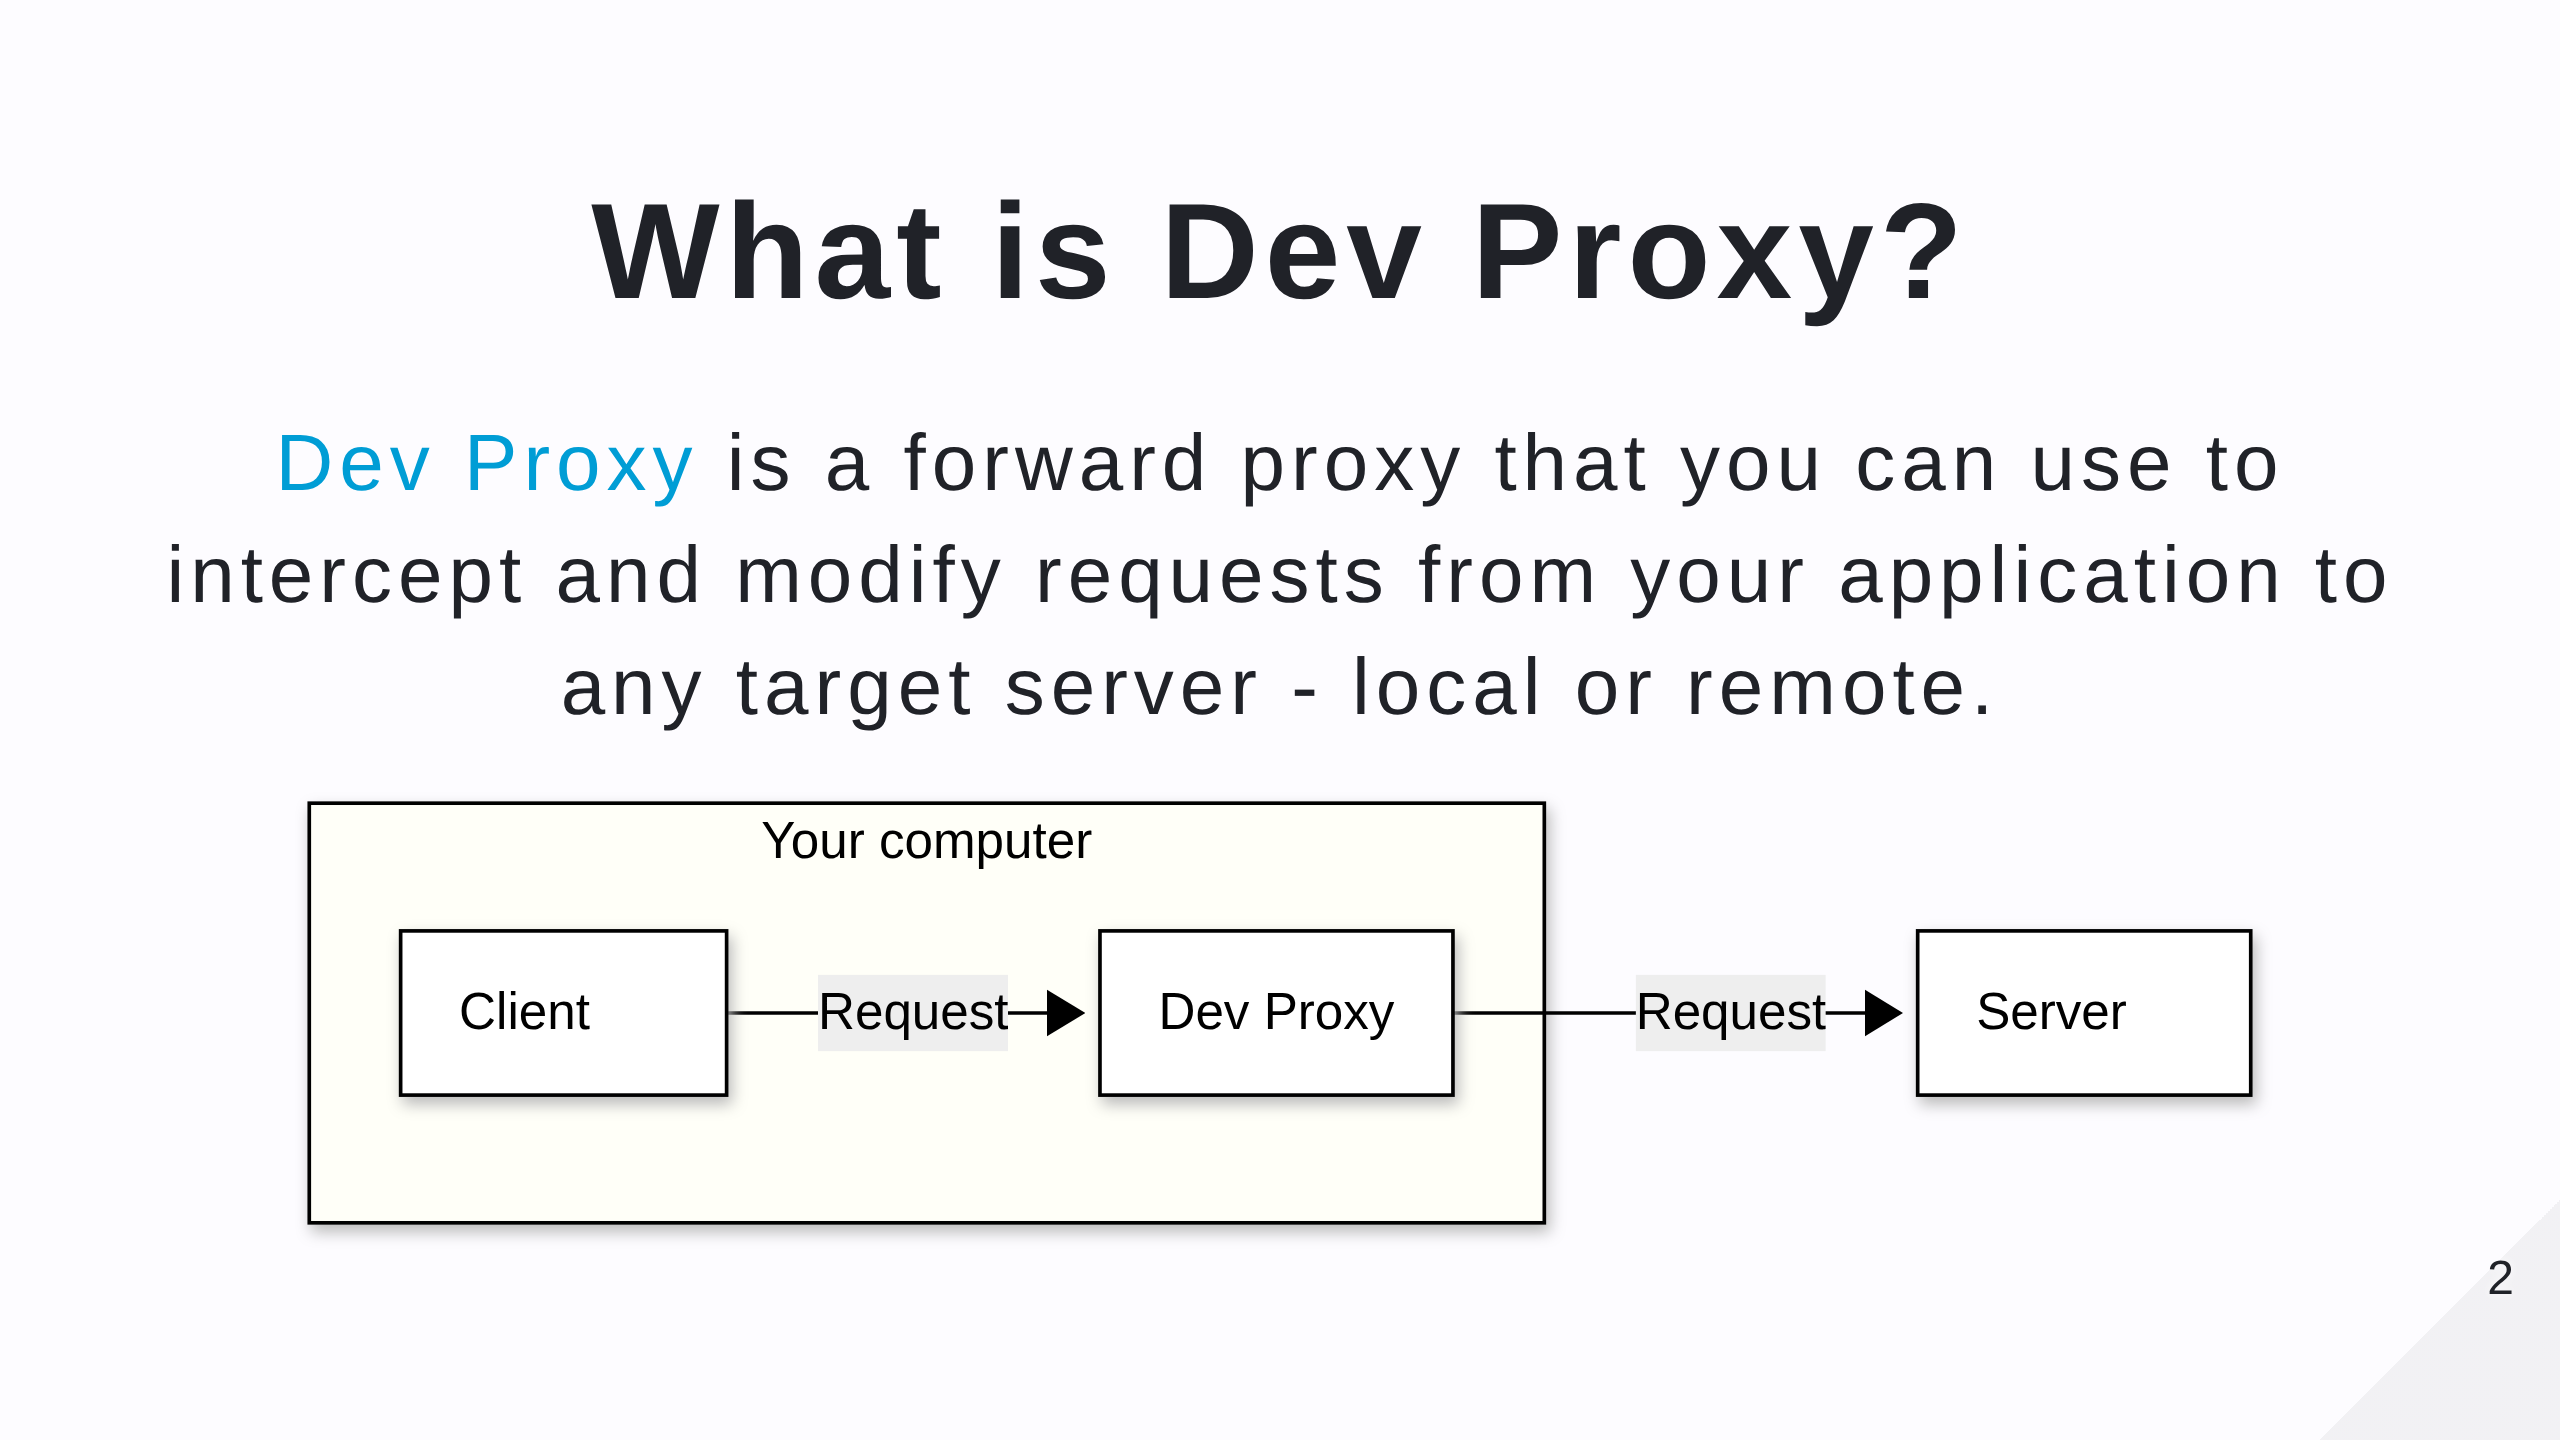 What is Dev Proxy?
Dev Proxy is a forward proxy that you can use to
intercept and modify requests from your application to
any target server - local or remote.
Your computer
Client
Request
Dev Proxy
Request
Server
2